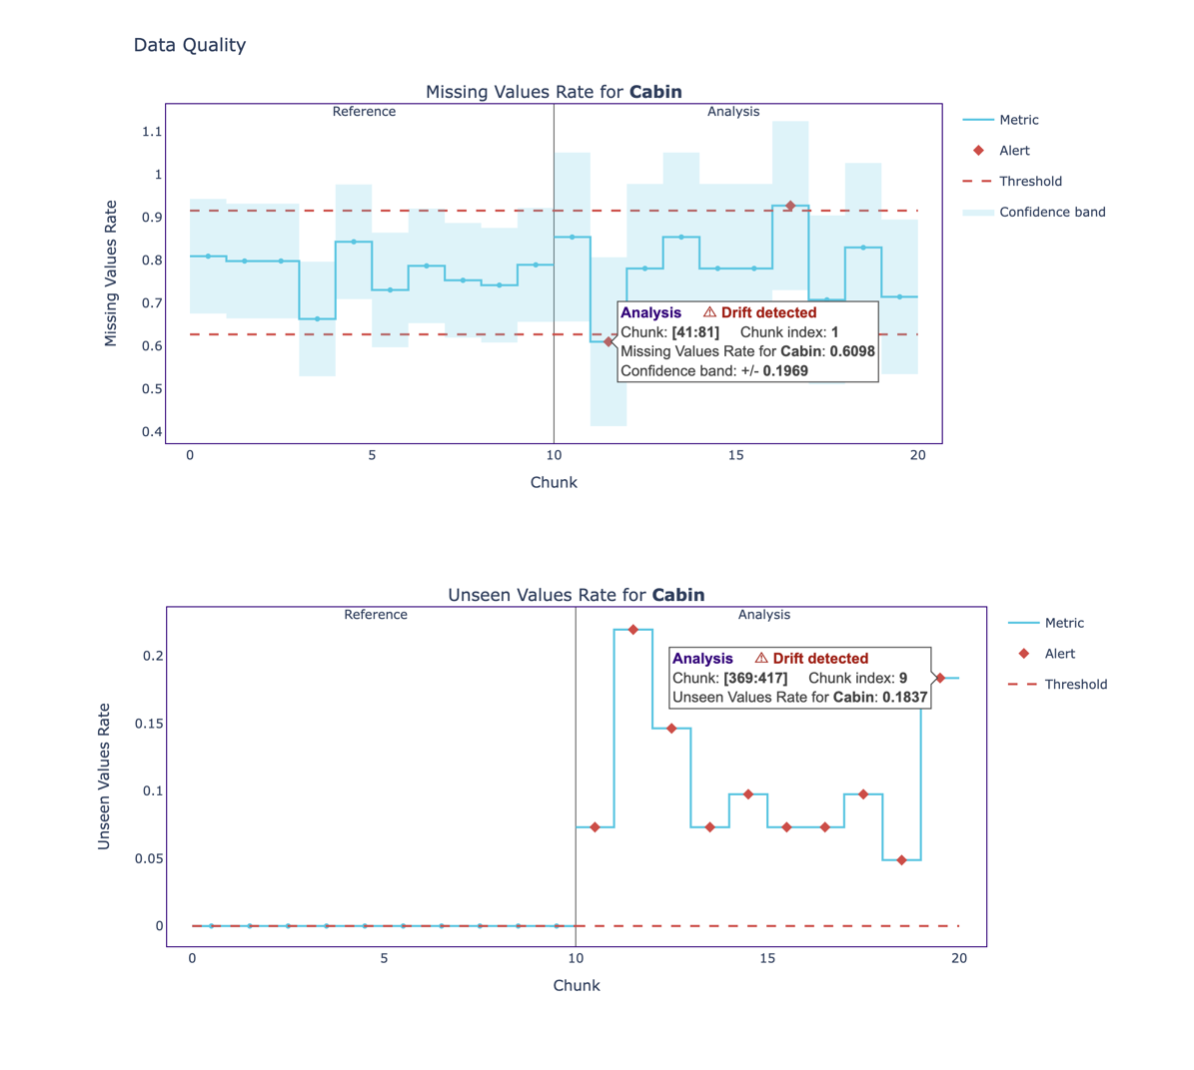 Data Quality
Missing Values Rate for Cabin
Reference
Analysis
Metric
Alert
Threshold
Confidence band
1.1
1
0.9
0.8
0.7
0.6
0.5
0.4
Missing Values Rate
Analysis ⚠ Drift detected
Chunk: [41:81] Chunk index: 1
Missing Values Rate for Cabin: 0.6098
Confidence band: +/- 0.1969
0 5 10 15 20
Chunk
Unseen Values Rate for Cabin
Reference
Analysis
Metric
Alert
Threshold
0.2
0.15
0.1
0.05
0
Unseen Values Rate
Analysis ⚠ Drift detected
Chunk: [369:417] Chunk index: 9
Unseen Values Rate for Cabin: 0.1837
0 5 10 15 20
Chunk